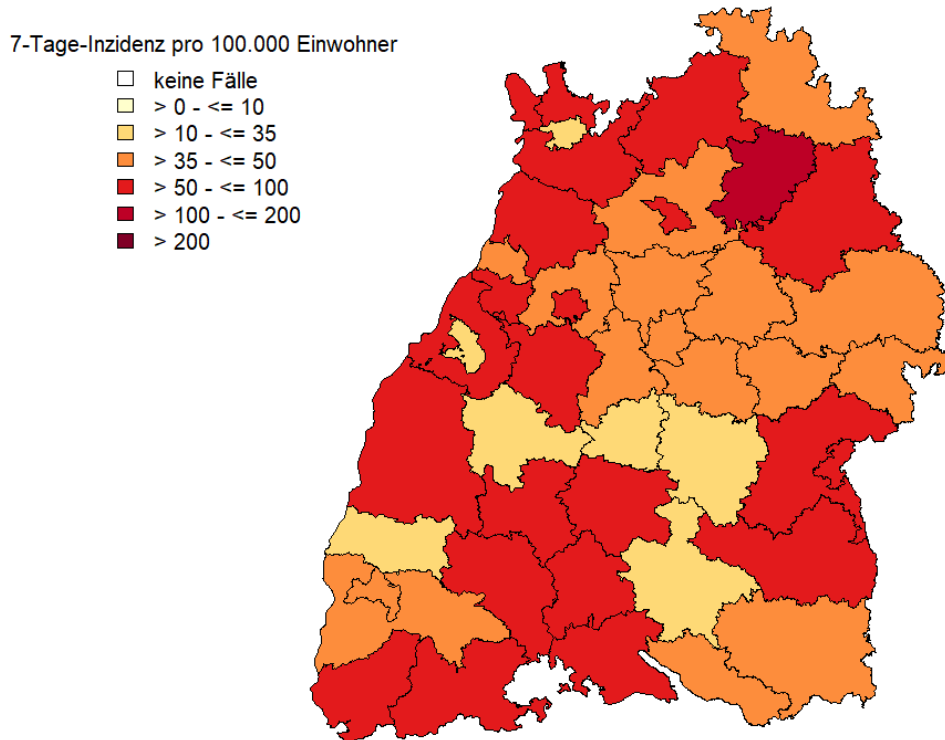 7-Tage-Inzidenz pro 100.000 Einwohner
keine Fälle
> 0 - <= 10
> 10 - <= 35
> 35 - <= 50
> 50 - <= 100
> 100 - <= 200
> 200